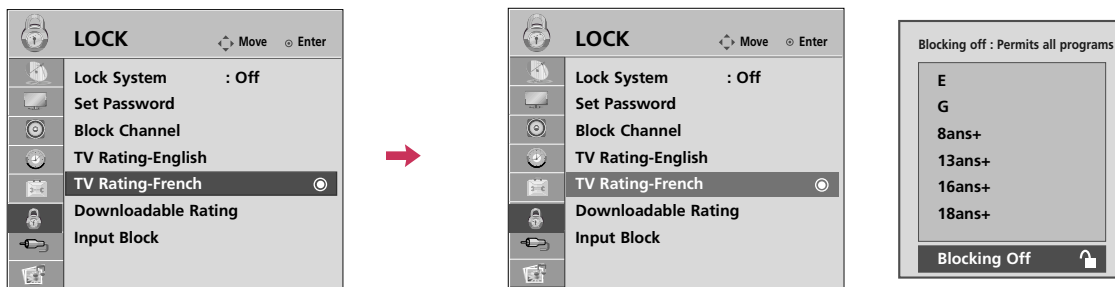 LOCK
Move
Enter
Lock System : Off
Set Password
Block Channel
TV Rating-English
TV Rating-French
Downloadable Rating
Input Block
LOCK
Move
Enter
Lock System : Off
Set Password
Block Channel
TV Rating-English
TV Rating-French
Downloadable Rating
Input Block
Blocking off : Permits all programs
E
G
8ans+
13ans+
16ans+
18ans+
Blocking Off